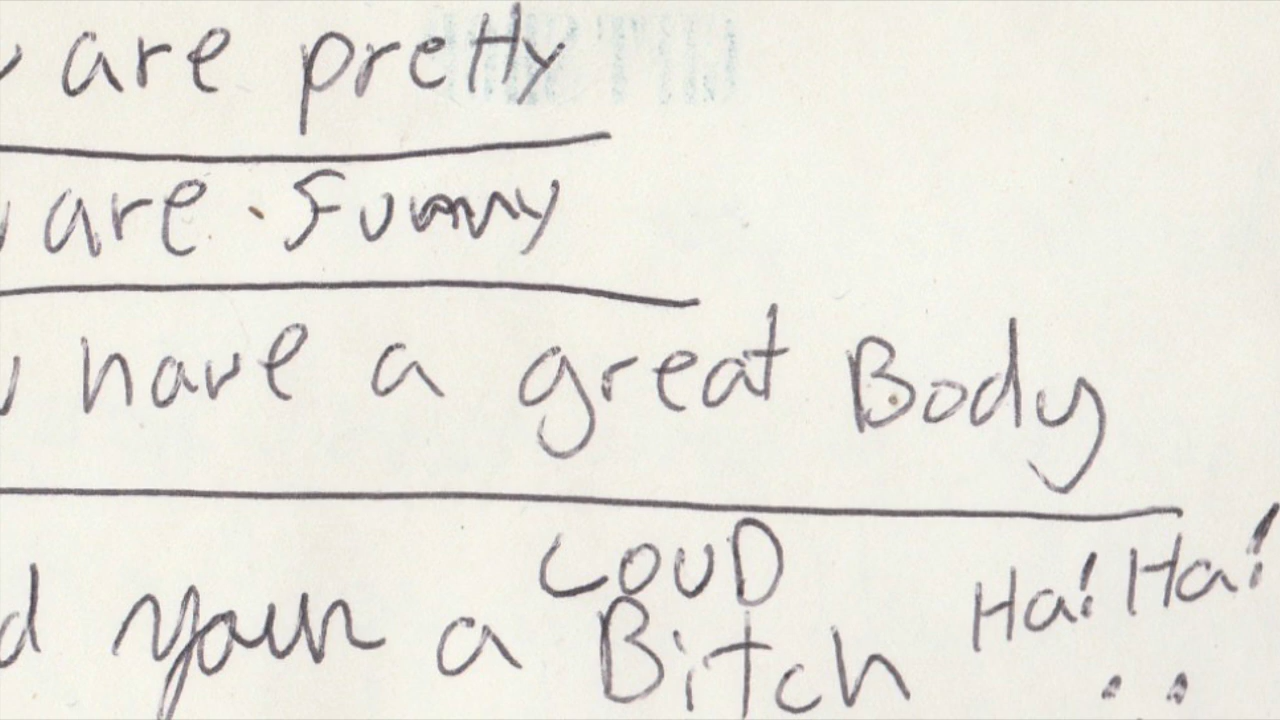 are pretty
are funny
have a great Body
LOUD
d your a Bitch Ha! Ha!